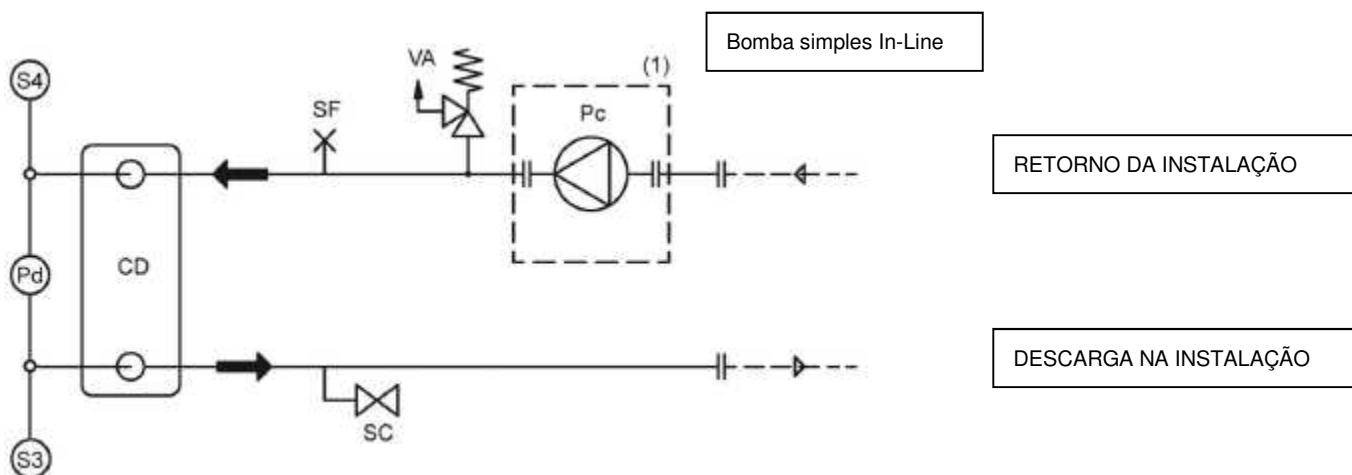 Bomba simples In-Line
S4
VA
(1)
SF
Pc
RETORNO DA INSTALAÇÃO
Pd
CD
DESCARGA NA INSTALAÇÃO
SC
S3